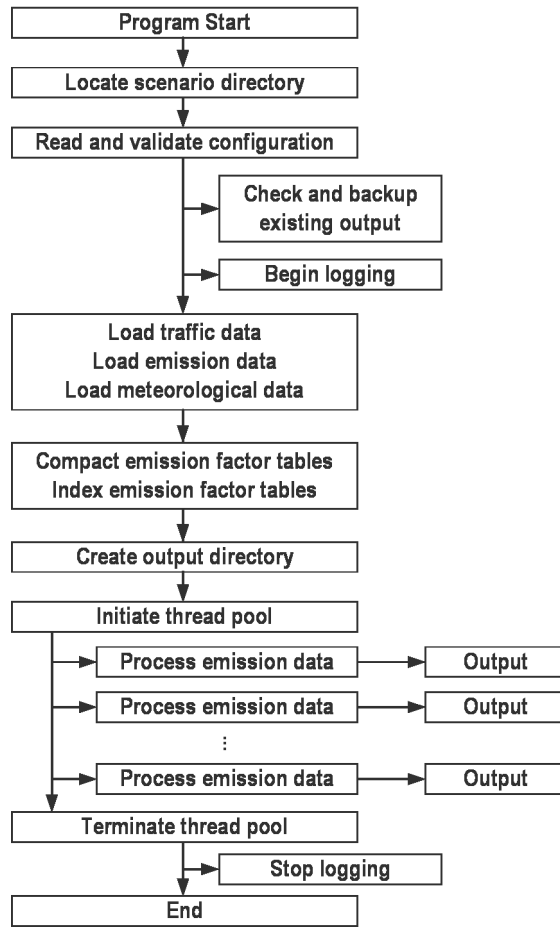 Program Start
Locate scenario directory
Read and validate configuration
Check and backup
existing output
Begin logging
Load traffic data
Load emission data
Load meteorological data
Compact emission factor tables
Index emission factor tables
Create output directory
Initiate thread pool
Process emission data
Output
Process emission data
Output
...
Process emission data
Output
Terminate thread pool
Stop logging
End